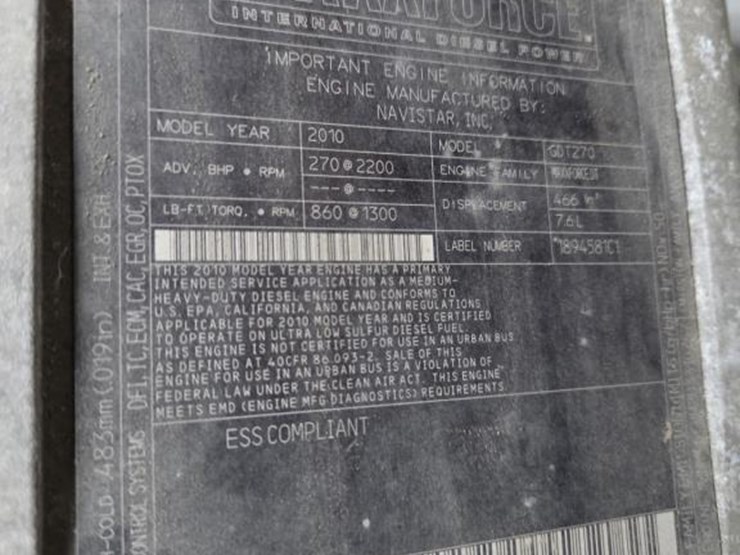 INTERNATIONAL DIESEL POWER
IMPORTANT ENGINE INFORMATION
ENGINE MANUFACTURED BY:
NAVISTAR, INC.
MODEL YEAR 2010 MODEL GDT270
ADV. BHP @ RPM 270 @ 2200 ENGINE FAMILY
--- @ ----
DISPLACEMENT 466 in³
7.6L
LB-FT TORQ. @ RPM 860 @ 1300
LABEL NUMBER 1894581C1
THIS 2010 MODEL YEAR ENGINE HAS A PRIMARY
INTENDED SERVICE APPLICATION AS A MEDIUM-
HEAVY-DUTY DIESEL ENGINE AND CONFORMS TO
U.S. EPA, CALIFORNIA, AND CANADIAN REGULATIONS
APPLICABLE FOR 2010 MODEL YEAR AND IS CERTIFIED
TO OPERATE ON ULTRA LOW SULFUR DIESEL FUEL.
THIS ENGINE IS NOT CERTIFIED FOR USE IN AN URBAN BUS
AS DEFINED AT 40CFR 86.093-2. SALE OF THIS
ENGINE FOR USE IN AN URBAN BUS IS A VIOLATION OF
FEDERAL LAW UNDER THE CLEAN AIR ACT. THIS ENGINE
MEETS EMD (ENGINE MFG DIAGNOSTICS) REQUIREMENTS
ESS COMPLIANT
-COLD .483mm (.019in) INT & EXH
SYSTEMS DFI,TC,ECM,CAC,EGR,OC,PTOX